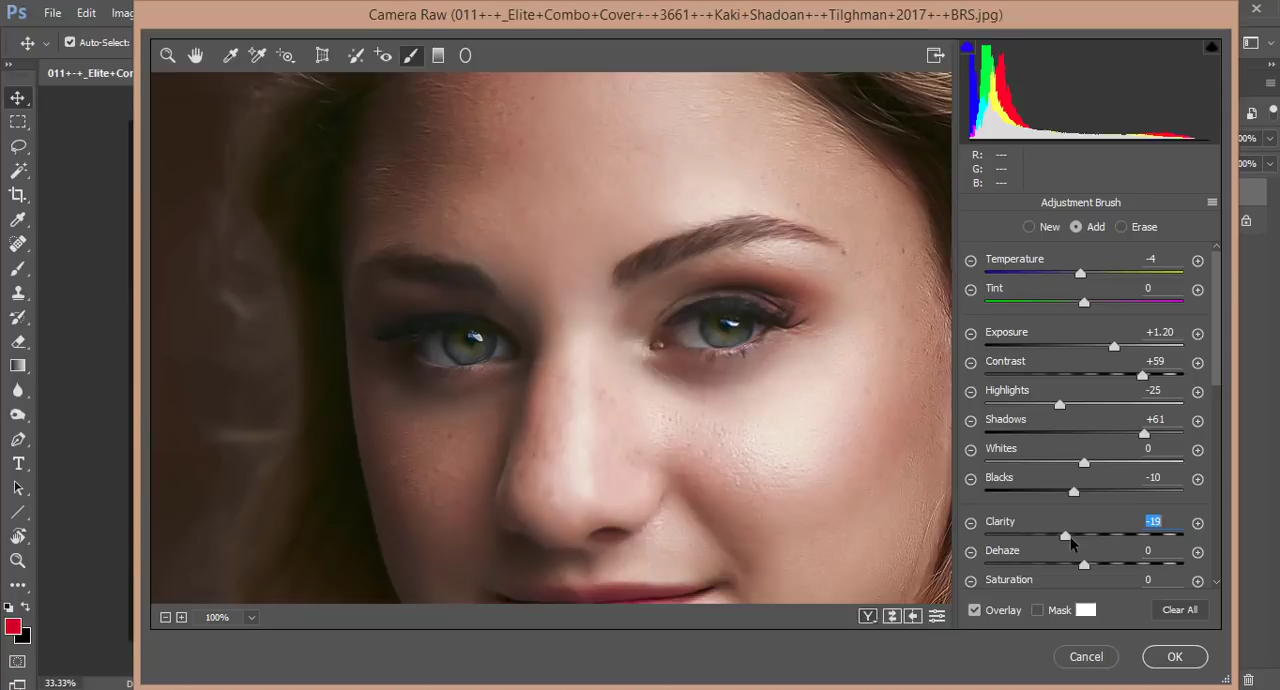 Camera Raw (011+-+_Elite+Combo+Cover+-+3661+-+Kaki+Shadoan+-+Tilghman+2017+-+BRS.jpg)
Ps File Edit Imag
Auto-Select:
011+-+_Elite+Cor
R: ---
G: ---
B: ---
Adjustment Brush
New Add Erase
Temperature -4
Tint 0
Exposure +1.20
Contrast +59
Highlights -25
Shadows +61
Whites 0
Blacks -10
Clarity -19
Dehaze 0
Saturation 0
100%
Y
Overlay Mask Clear All
Cancel OK
33.33% D
00%
00%
T